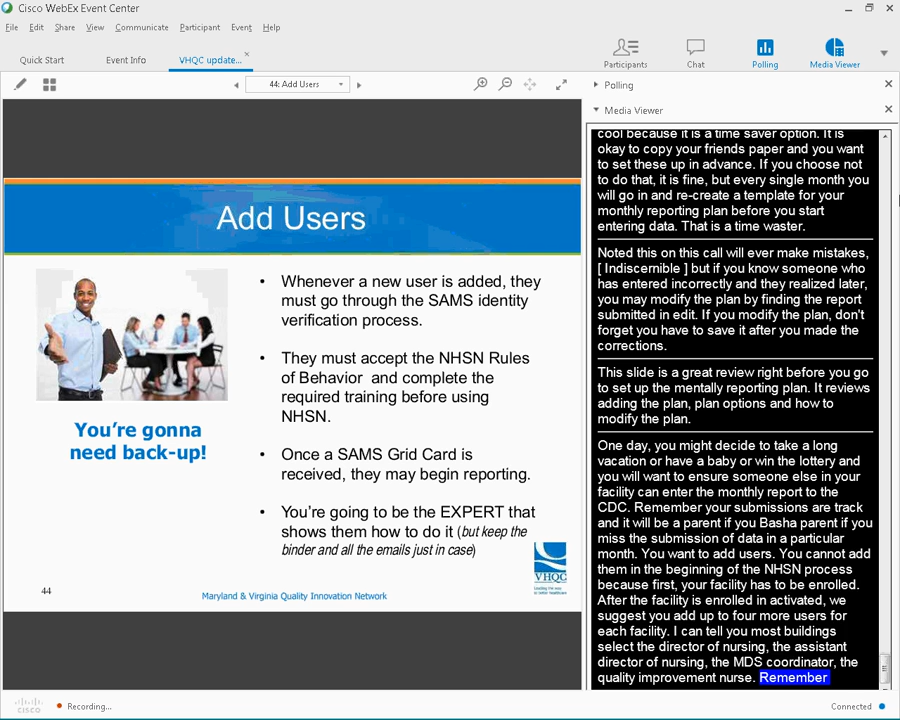 Cisco WebEx Event Center
File Edit Share View Communicate Participant Event Help
Quick Start
Event Info
VHQC update...
Participants
Chat
Polling
Media Viewer
44: Add Users
Add Users
You're gonna
need back-up!
• Whenever a new user is added, they
must go through the SAMS identity
verification process.
• They must accept the NHSN Rules
of Behavior and complete the
required training before using
NHSN.
• Once a SAMS Grid Card is
received, they may begin reporting.
• You're going to be the EXPERT that
shows them how to do it (but keep the
binder and all the emails just in case)
VHQC
44
Maryland & Virginia Quality Innovation Network
Polling
Media Viewer
cool because it is a time saver option. It is
okay to copy your friends paper and you want
to set these up in advance. If you choose not
to do that, it is fine, but every single month you
will go in and re-create a template for your
monthly reporting plan before you start
entering data. That is a time waster.
Noted this on this call will ever make mistakes,
[ Indiscernible ] but if you know someone who
has entered incorrectly and they realized later,
you may modify the plan by finding the report
submitted in edit. If you modify the plan, don't
forget you have to save it after you made the
corrections.
This slide is a great review right before you go
to set up the mentally reporting plan. It reviews
adding the plan, plan options and how to
modify the plan.
One day, you might decide to take a long
vacation or have a baby or win the lottery and
you will want to ensure someone else in your
facility can enter the monthly report to the
CDC. Remember your submissions are track
and it will be a parent if you Basha parent if you
miss the submission of data in a particular
month. You want to add users. You cannot add
them in the beginning of the NHSN process
because first, your facility has to be enrolled.
After the facility is enrolled in activated, we
suggest you add up to four more users for
each facility. I can tell you most buildings
select the director of nursing, the assistant
director of nursing, the MDS coordinator, the
quality improvement nurse. Remember
CISCO
Recording...
Connected